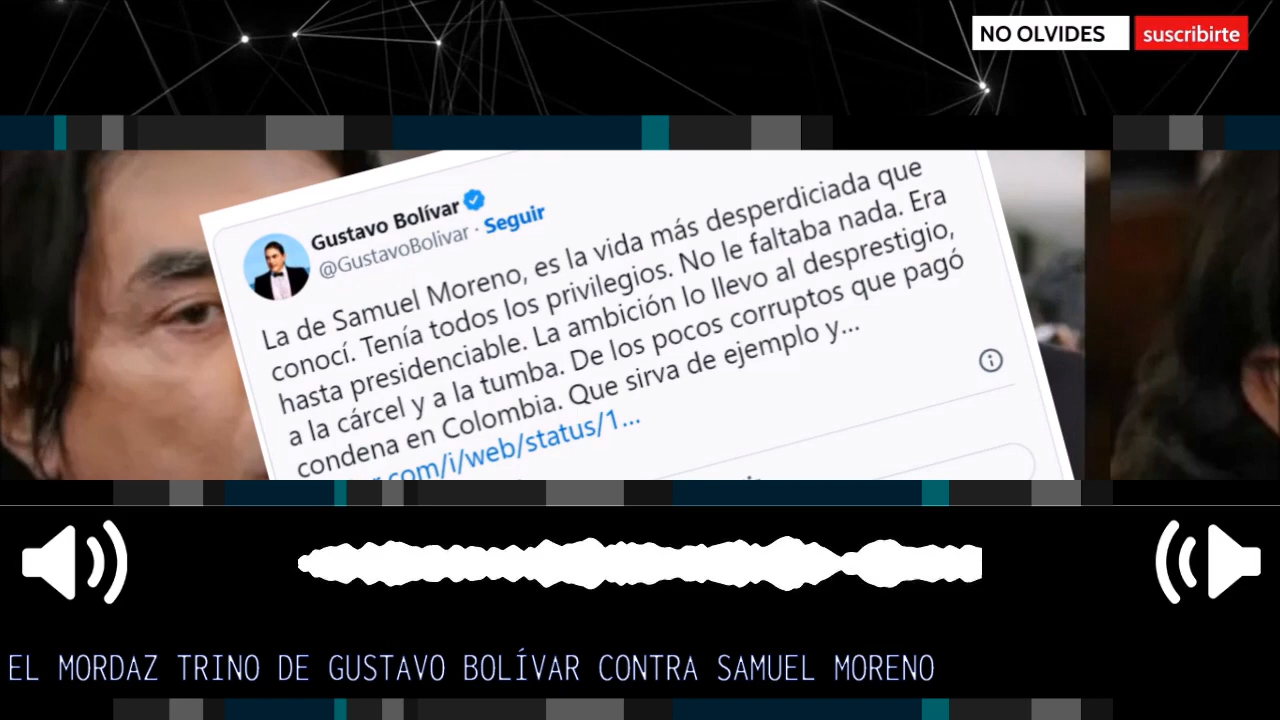 NO OLVIDES suscribirte
Gustavo Bolívar
@GustavoBolivar · Seguir
La de Samuel Moreno, es la vida más desperdiciada que
conocí. Tenía todos los privilegios. No le faltaba nada. Era
hasta presidenciable. La ambición lo llevo al desprestigio,
a la cárcel y a la tumba. De los pocos corruptos que pagó
condena en Colombia. Que sirva de ejemplo y...
r.com/i/web/status/1...
EL MORDAZ TRINO DE GUSTAVO BOLÍVAR CONTRA SAMUEL MORENO